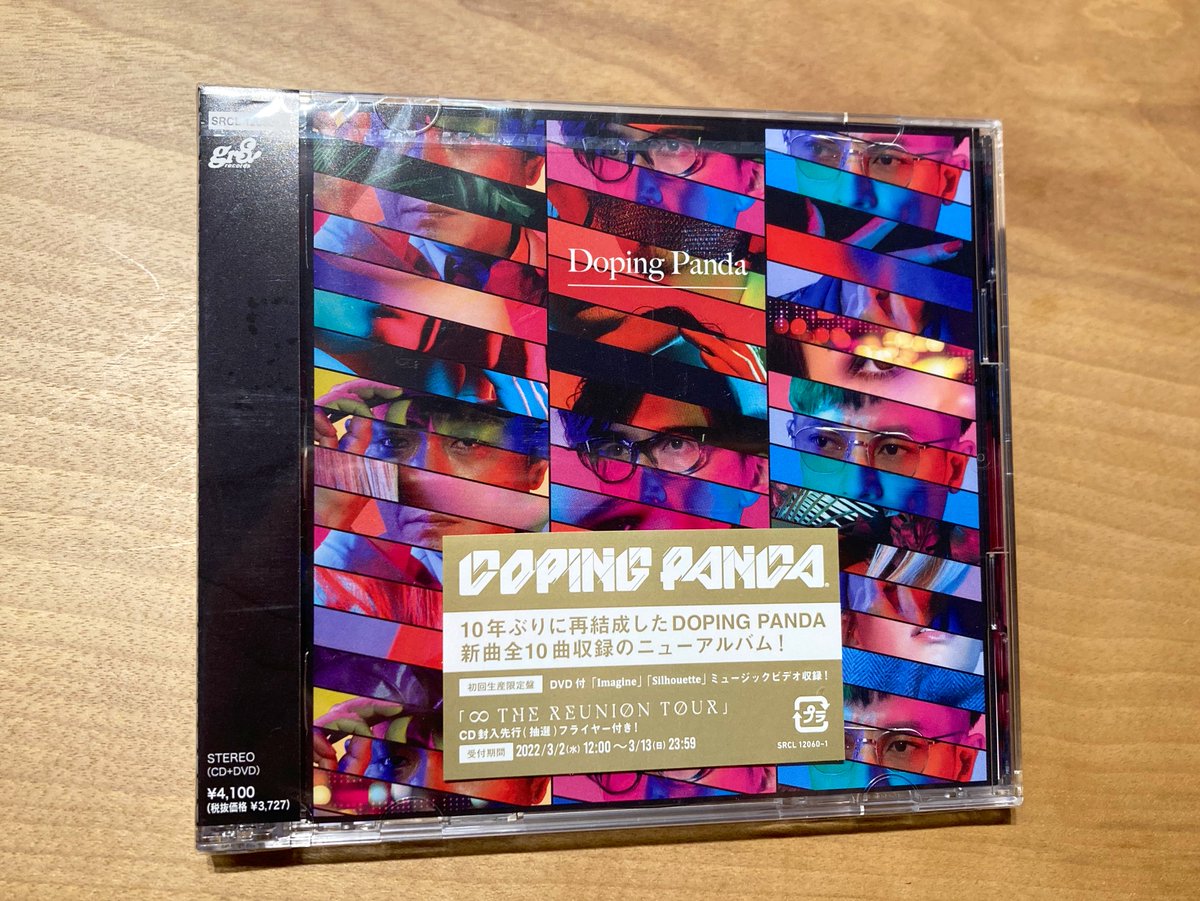 SRCL
gr8!
records
Doping Panda
DOPING PANDA
10年ぶりに再結成したDOPING PANDA
新曲全10曲収録のニューアルバム!
初回生産限定盤 DVD付「Imagine」「Silhouette」ミュージックビデオ収録!
「∞ THE REUNION TOUR」
CD封入先行(抽選)フライヤー付き!
受付期間 2022/3/2(水) 12:00〜3/13(日) 23:59
プラ
SRCL 12060-1
STEREO
(CD+DVD)
¥4,100
(税抜価格 ¥3,727)